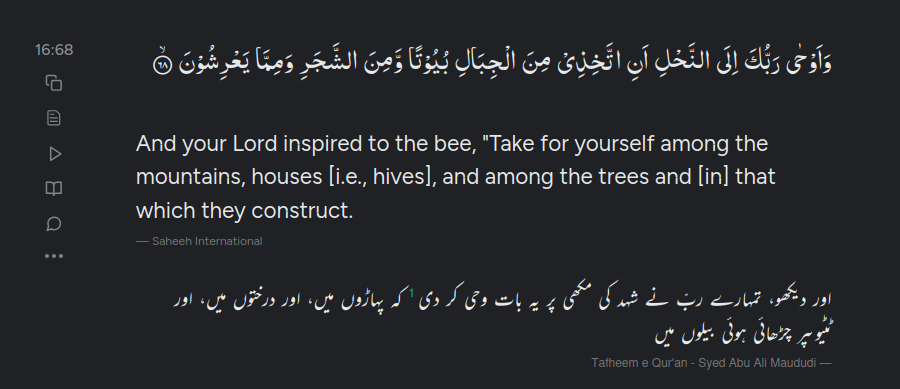 16:68
وَاَوْحٰى رَبُّكَ اِلَى النَّحْلِ اَنِ اتَّخِذِىْ مِنَ الْجِبَالِ بُيُوْتًا وَّمِنَ الشَّجَرِ وَمِمَّا يَعْرِشُوْنَ ۙ‏ ﴿۶۸﴾
And your Lord inspired to the bee, "Take for yourself among the
mountains, houses [i.e., hives], and among the trees and [in] that
which they construct.
— Saheeh International
اور دیکھو، تمہارے ربّ نے شہد کی مکھی پر یہ بات وحی کر دی 1 کہ پہاڑوں میں، اور درختوں میں، اور
ٹٹیوںپر چڑھائی ہوئی بیلوں میں
Tafheem e Qur'an - Syed Abu Ali Maududi —